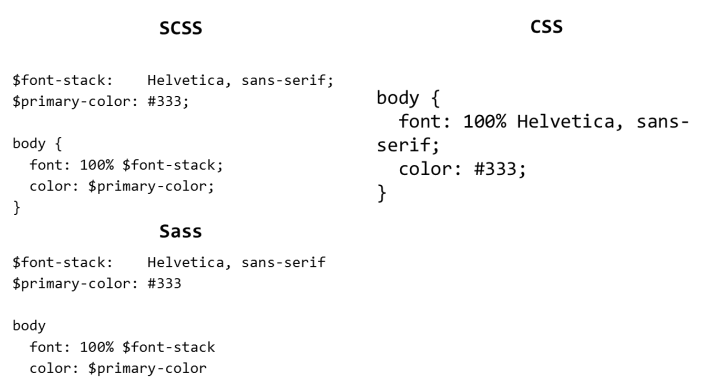 SCSS
$font-stack:    Helvetica, sans-serif;
$primary-color: #333;

body {
  font: 100% $font-stack;
  color: $primary-color;
}
Sass
$font-stack:    Helvetica, sans-serif
$primary-color: #333

body
  font: 100% $font-stack
  color: $primary-color
CSS
body {
  font: 100% Helvetica, sans-
serif;
  color: #333;
}